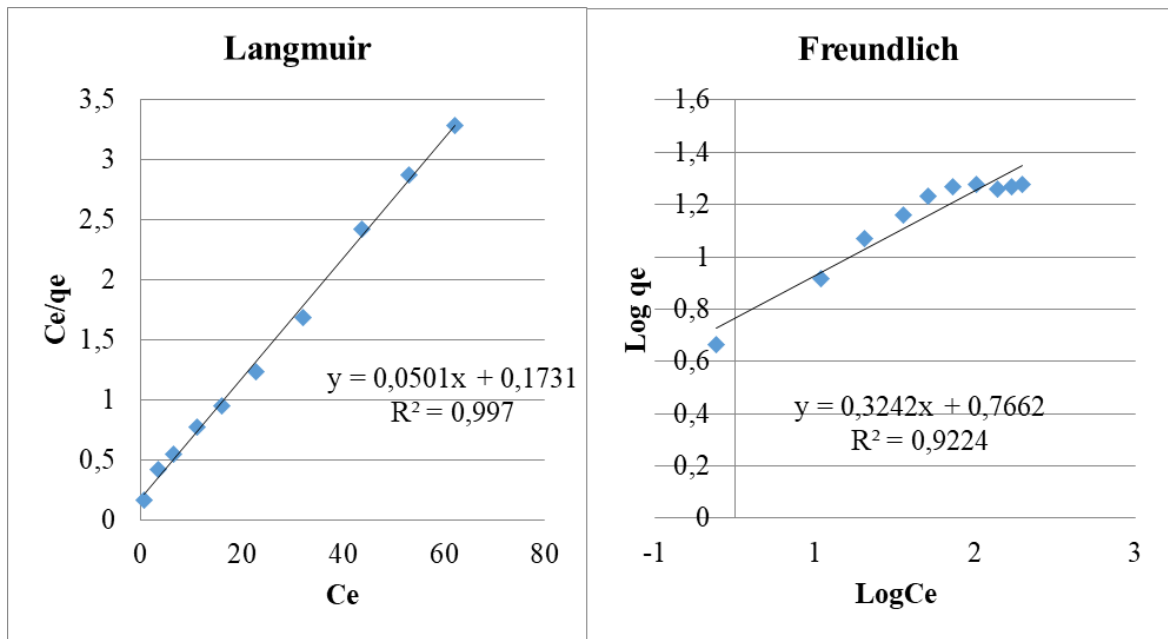 Langmuir
3,5
3
2,5
2
1,5
1
0,5
0
0
20
40
60
80
Ce/qe
Ce
y = 0,0501x + 0,1731
R² = 0,997
Freundlich
1,6
1,4
1,2
1
0,8
0,6
0,4
0,2
0
-1
1
2
3
Log qe
LogCe
y = 0,3242x + 0,7662
R² = 0,9224